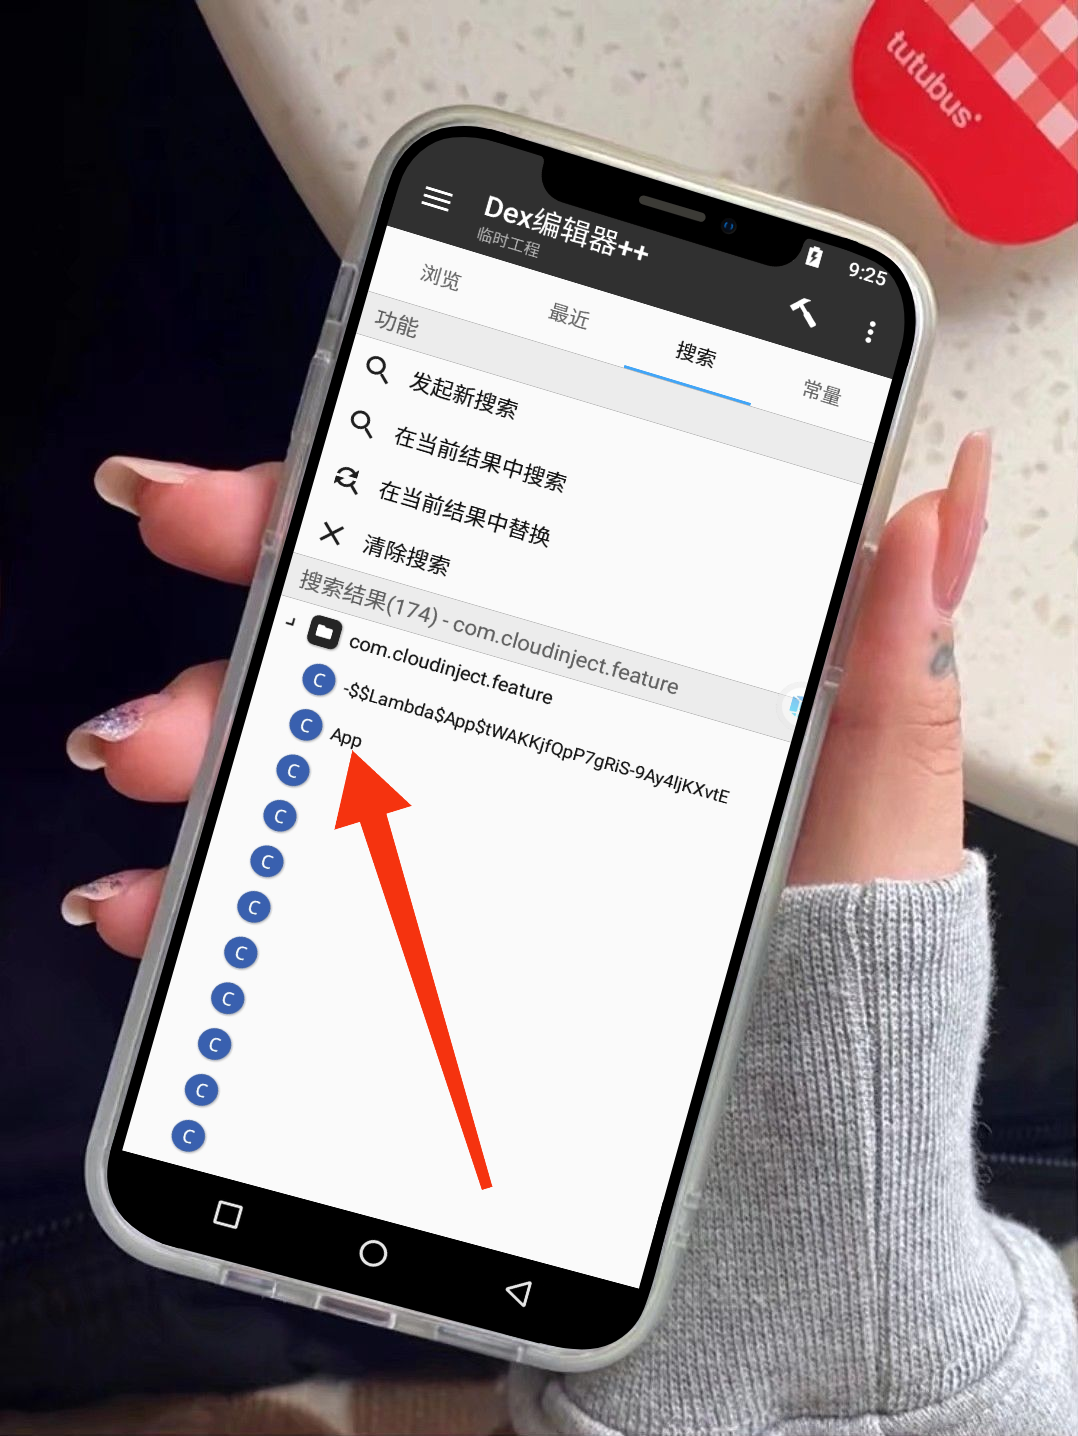 tutubus
9:25
Dex编辑器++
临时工程
浏览
最近
搜索
常量
功能
发起新搜索
在当前结果中搜索
在当前结果中替换
清除搜索
搜索结果(174) - com.cloudinject.feature
com.cloudinject.feature
C -$$Lambda$App$tWAKKjfQpP7gRiS-9Ay4ljKXvtE
C App
C
C
C
C
C
C
C
C
C